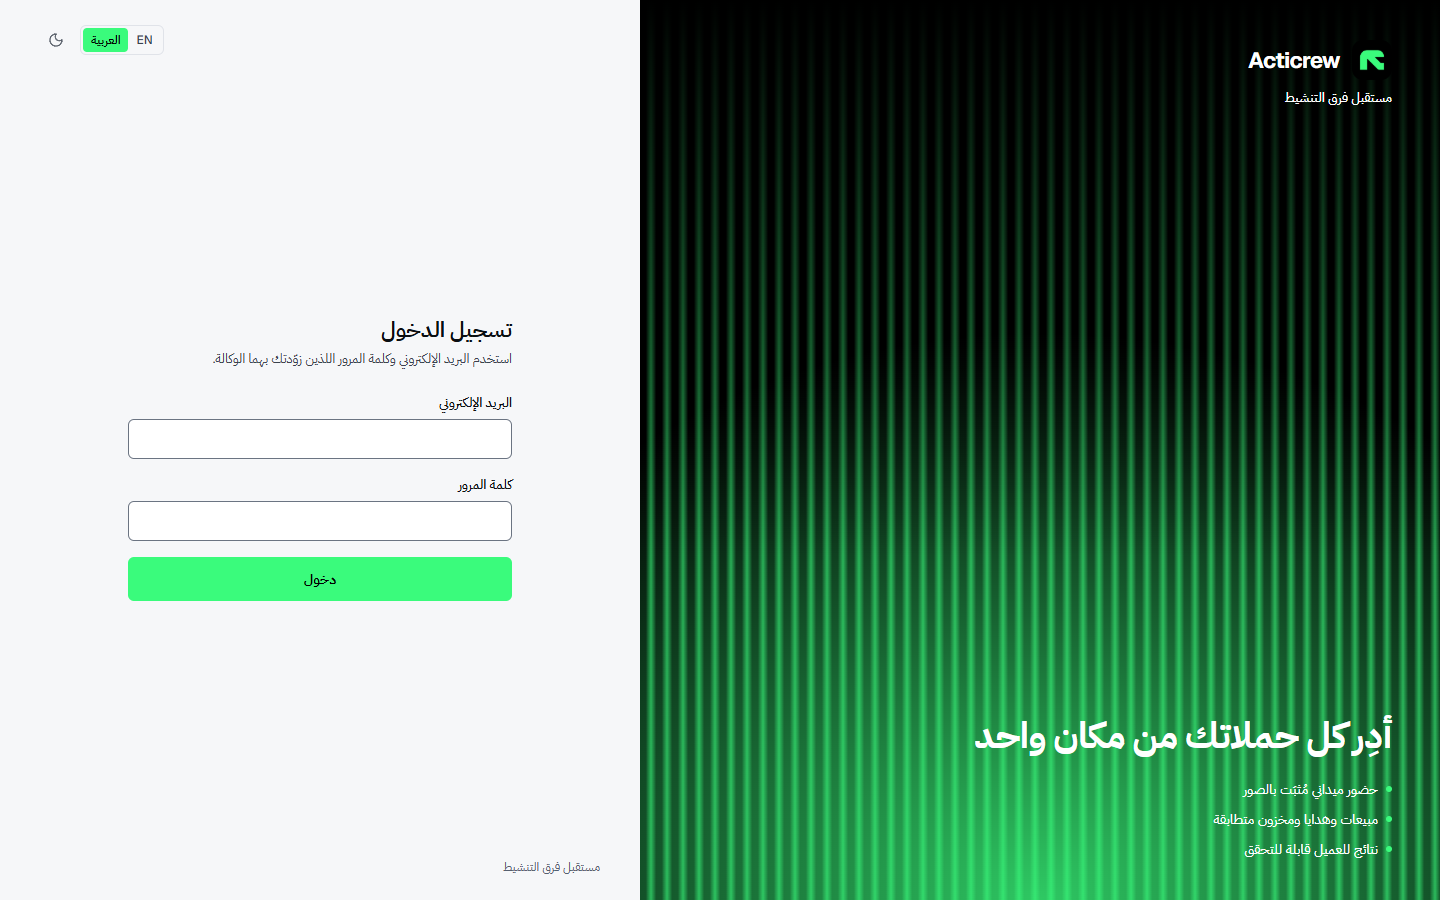 Acticrew
مستقبل فرق التنشيط
أدِر كل حملاتك من مكان واحد
حضور ميداني مُثبَت بالصور
مبيعات وهدايا ومخزون متطابقة
نتائج للعميل قابلة للتحقق
العربية
EN
تسجيل الدخول
استخدم البريد الإلكتروني وكلمة المرور اللذين زوّدتك بهما الوكالة.
البريد الإلكتروني
كلمة المرور
دخول
مستقبل فرق التنشيط